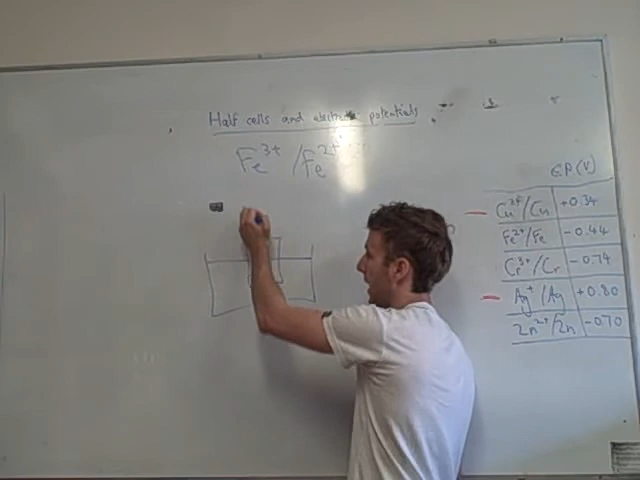 Half cells and electrode potentials
Fe³⁺ / Fe²⁺
EP (V)
Cu²⁺/Cu +0.34
Fe²⁺/Fe -0.44
Cr³⁺/Cr -0.74
Ag⁺/Ag +0.80
Zn²⁺/Zn -0.70